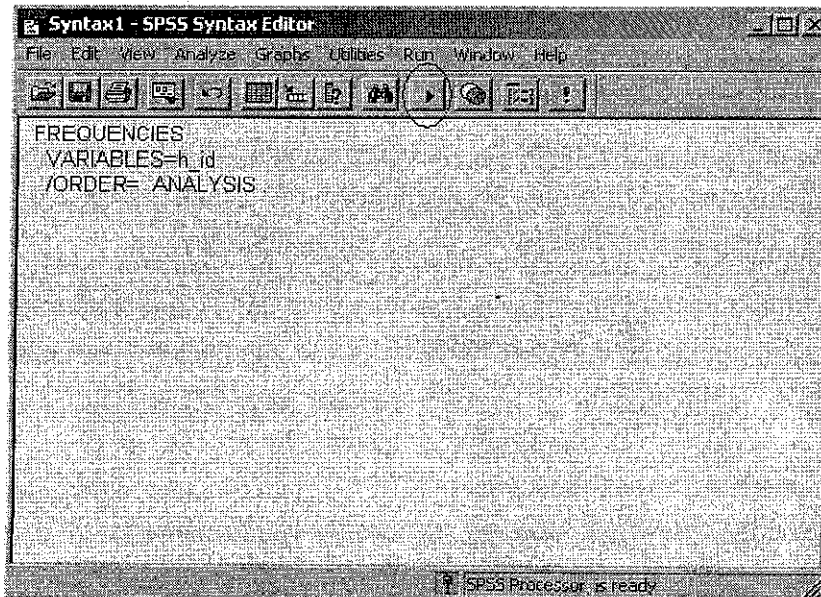 Syntax1 - SPSS Syntax Editor
File Edit View Analyze Graphs Utilities Run Window Help
FREQUENCIES
VARIABLES=h_id
/ORDER= ANALYSIS
SPSS Processor is ready